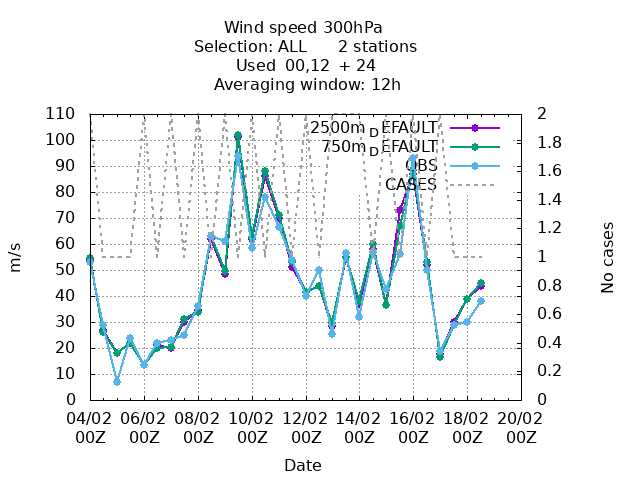 Wind speed 300hPa
Selection: ALL      2 stations
Used  00,12  + 24
Averaging window: 12h
m/s
0
10
20
30
40
50
60
70
80
90
100
110
2500m_DEFAULT
750m_DEFAULT
OBS
CASES
2
1.8
1.6
1.4
1.2
1
0.8
0.6
0.4
0.2
0
No cases
04/02 06/02 08/02 10/02 12/02 14/02 16/02 18/02 20/02
00Z 00Z 00Z 00Z 00Z 00Z 00Z 00Z 00Z
Date